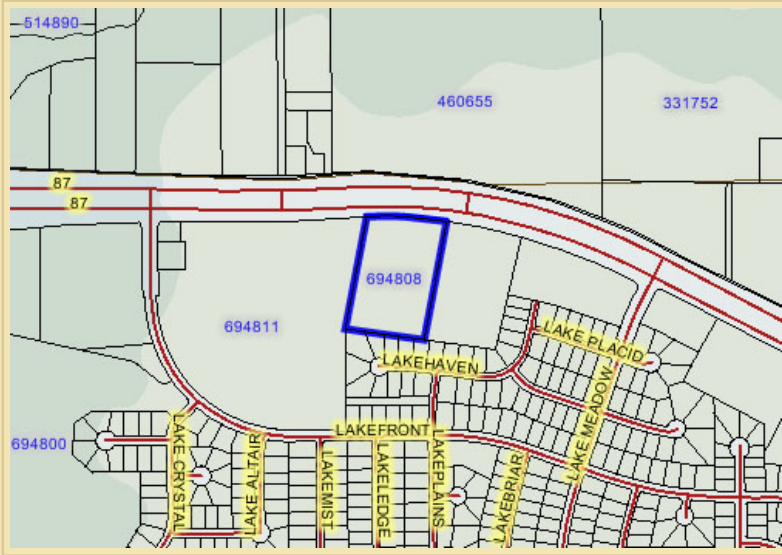 514890
460655
331752
87
87
694808
694811
LAKE PLACID
LAKEHAVEN
LAKE MEADOW
LAKEFRONT
694800
LAKE CRYSTAL
LAKE ALTAIR
LAKEMIST
LAKELEDGE
LAKEPLAINS
LAKEBRIAR